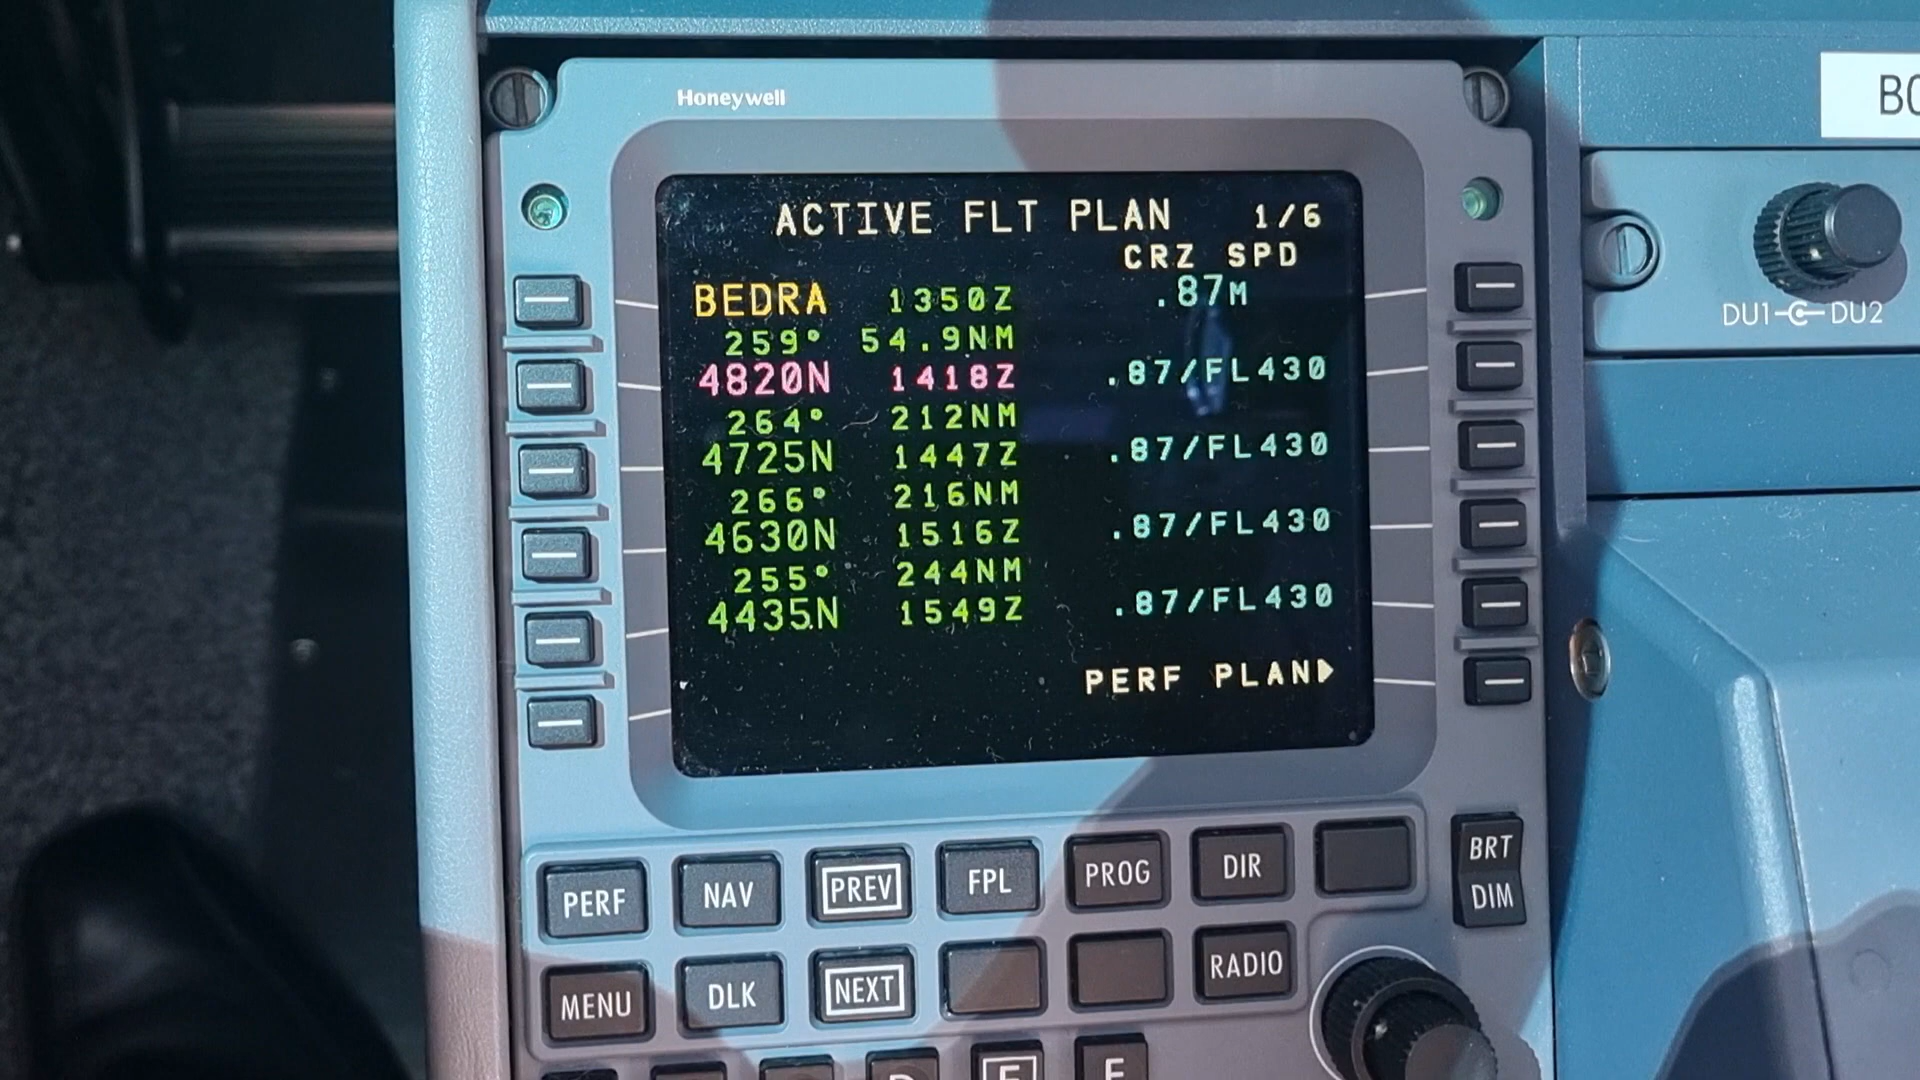 Honeywell
BO
ACTIVE FLT PLAN 1/6
CRZ SPD
BEDRA 1350Z .87M
259° 54.9NM
4820N 1418Z .87/FL430
264° 212NM
4725N 1447Z .87/FL430
266° 216NM
4630N 1516Z .87/FL430
255° 244NM
4435N 1549Z .87/FL430
PERF PLAN
DU1 DU2
PERF NAV PREV FPL PROG DIR
BRT
DIM
MENU DLK NEXT RADIO